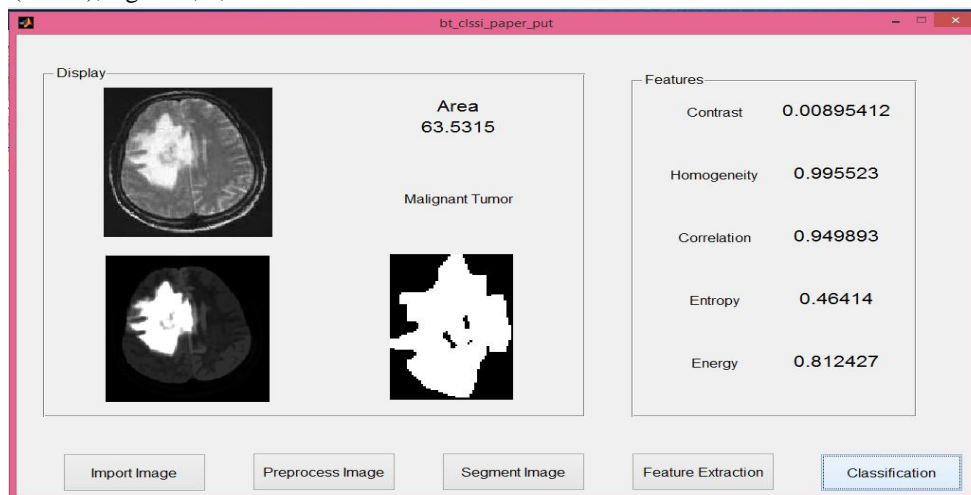 bt_clssi_paper_put
Display
Area
63.5315
Malignant Tumor
Features
Contrast 0.00895412
Homogeneity 0.995523
Correlation 0.949893
Entropy 0.46414
Energy 0.812427
Import Image
Preprocess Image
Segment Image
Feature Extraction
Classification